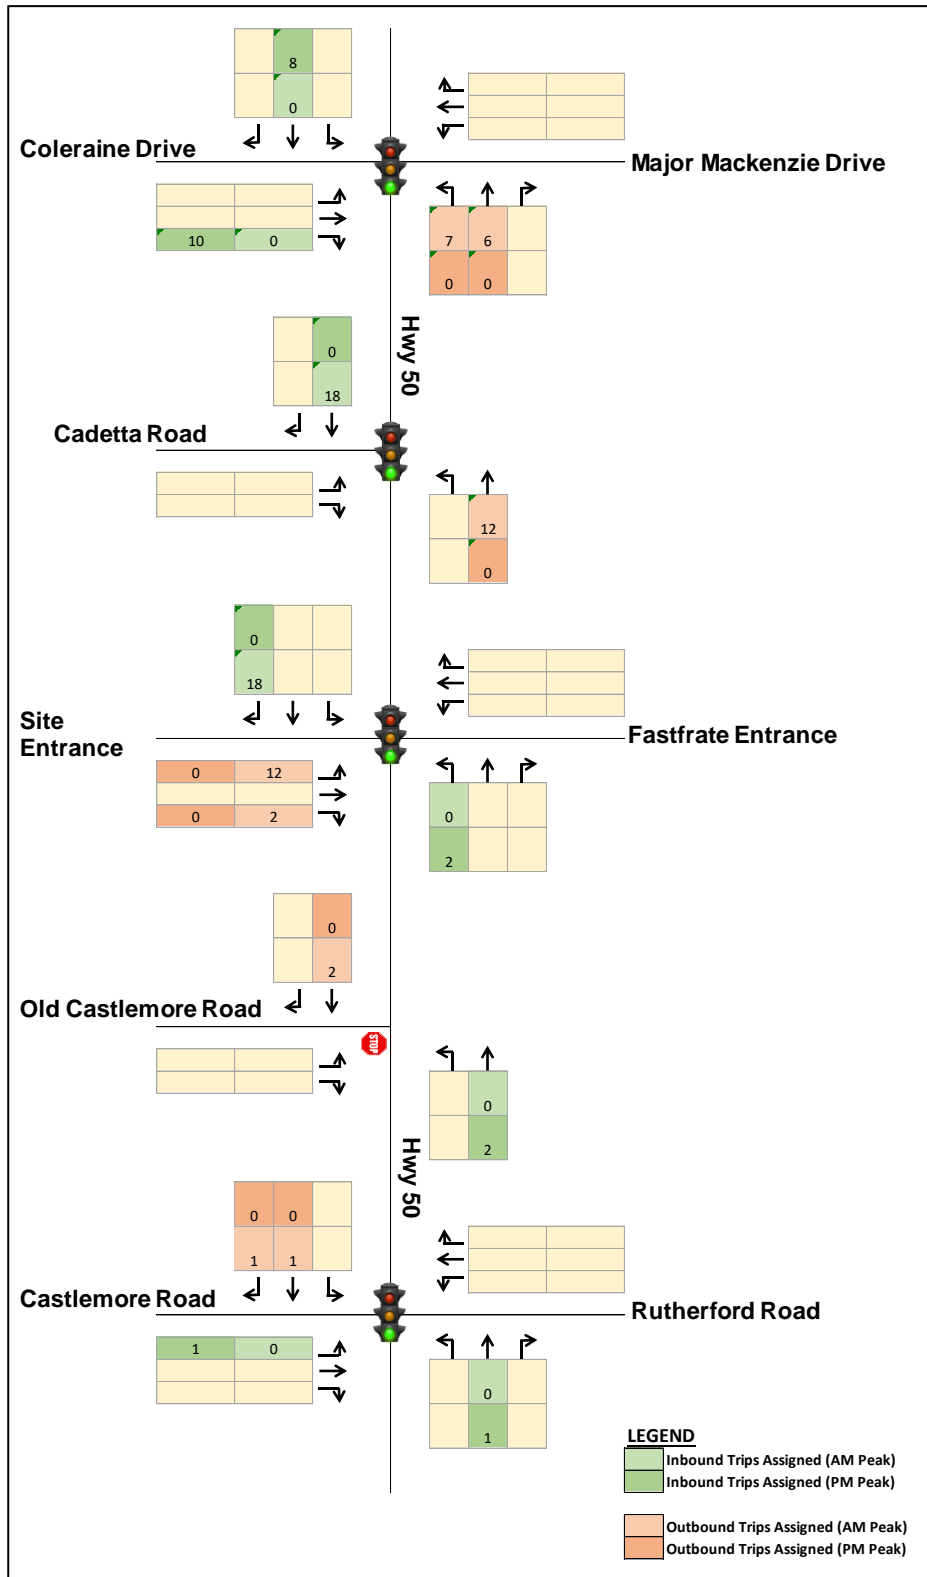 8
0
Coleraine Drive
Major Mackenzie Drive
10 0
7 6
0 0
Hwy 50
0
18
Cadetta Road
12
0
0
18
Site
Entrance
Fastfrate Entrance
0 12
0 2
0
2
0
2
Old Castlemore Road
STOP
0
2
Hwy 50
0 0
1 1
Castlemore Road
Rutherford Road
1 0
0
1
LEGEND
Inbound Trips Assigned (AM Peak)
Inbound Trips Assigned (PM Peak)
Outbound Trips Assigned (AM Peak)
Outbound Trips Assigned (PM Peak)